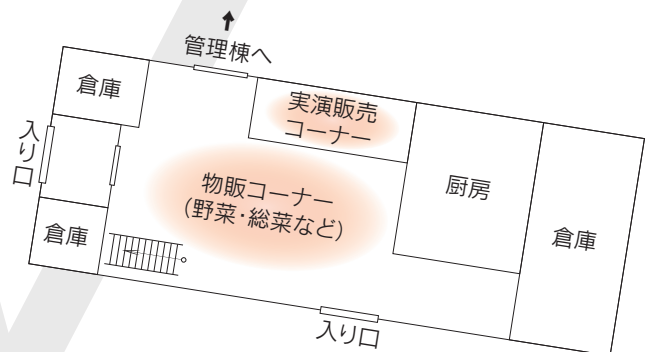 管理棟へ
倉庫
実演販売
コーナー
入り口
物販コーナー
(野菜・総菜など)
厨房
倉庫
倉庫
入り口